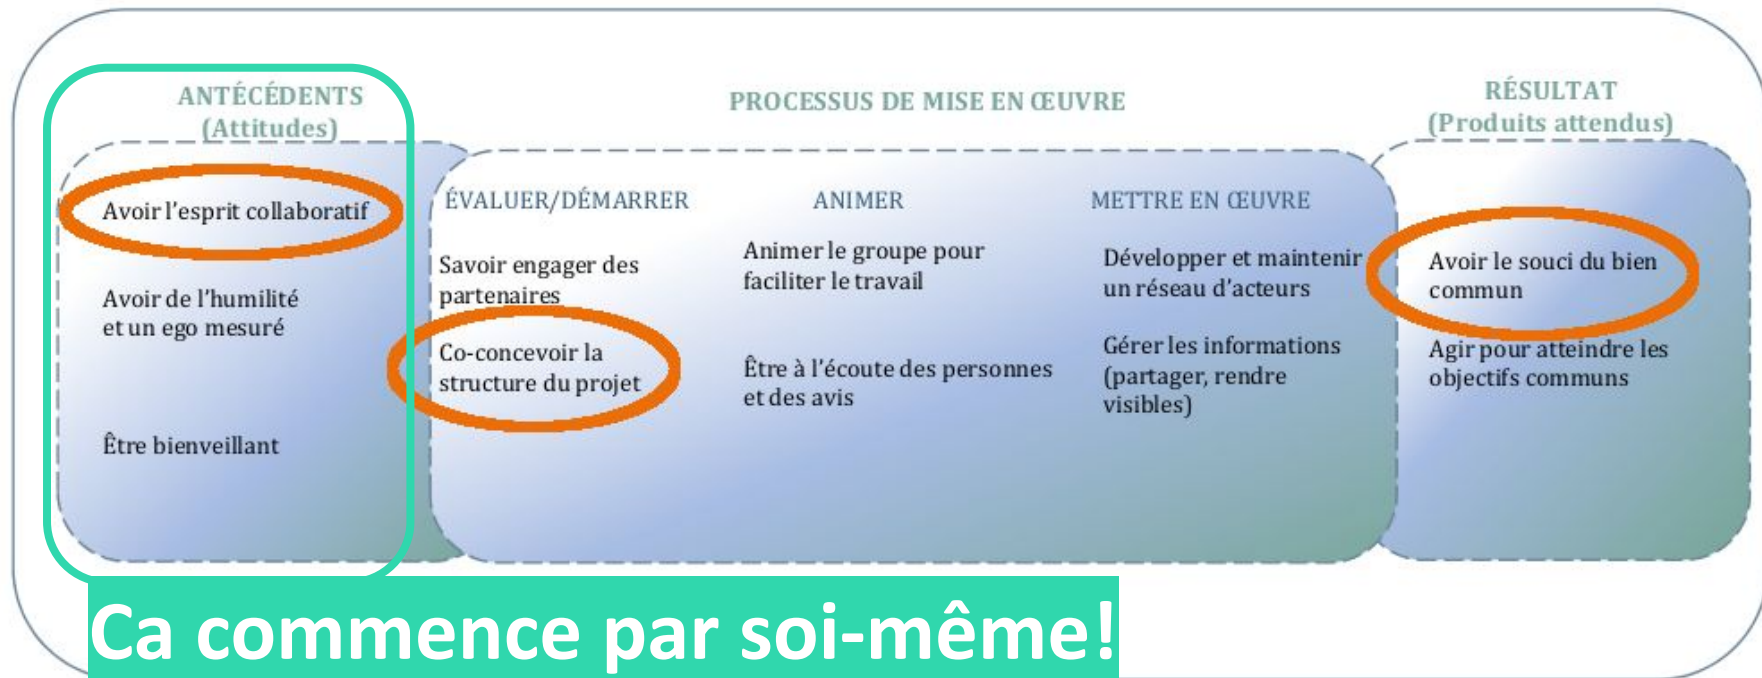 ANTÉCÉDENTS
(Attitudes)
Avoir l'esprit collaboratif
Avoir de l'humilité
et un ego mesuré
Être bienveillant
PROCESSUS DE MISE EN ŒUVRE
ÉVALUER/DÉMARRER
Savoir engager des
partenaires
Co-concevoir la
structure du projet
ANIMER
Animer le groupe pour
faciliter le travail
Être à l'écoute des personnes
et des avis
METTRE EN ŒUVRE
Développer et maintenir
un réseau d'acteurs
Gérer les informations
(partager, rendre
visibles)
RÉSULTAT
(Produits attendus)
Avoir le souci du bien
commun
Agir pour atteindre les
objectifs communs
Ca commence par soi-même!